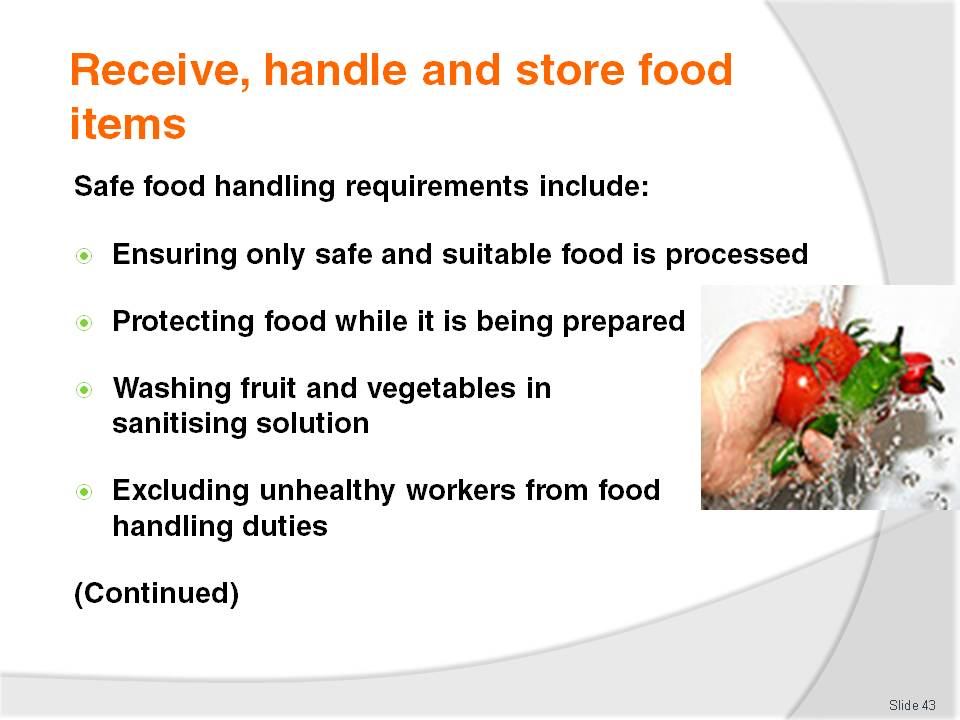 Receive, handle and store food
items
Safe food handling requirements include:
Ensuring only safe and suitable food is processed
Protecting food while it is being prepared
Washing fruit and vegetables in
sanitising solution
Excluding unhealthy workers from food
handling duties
(Continued)
Slide 43